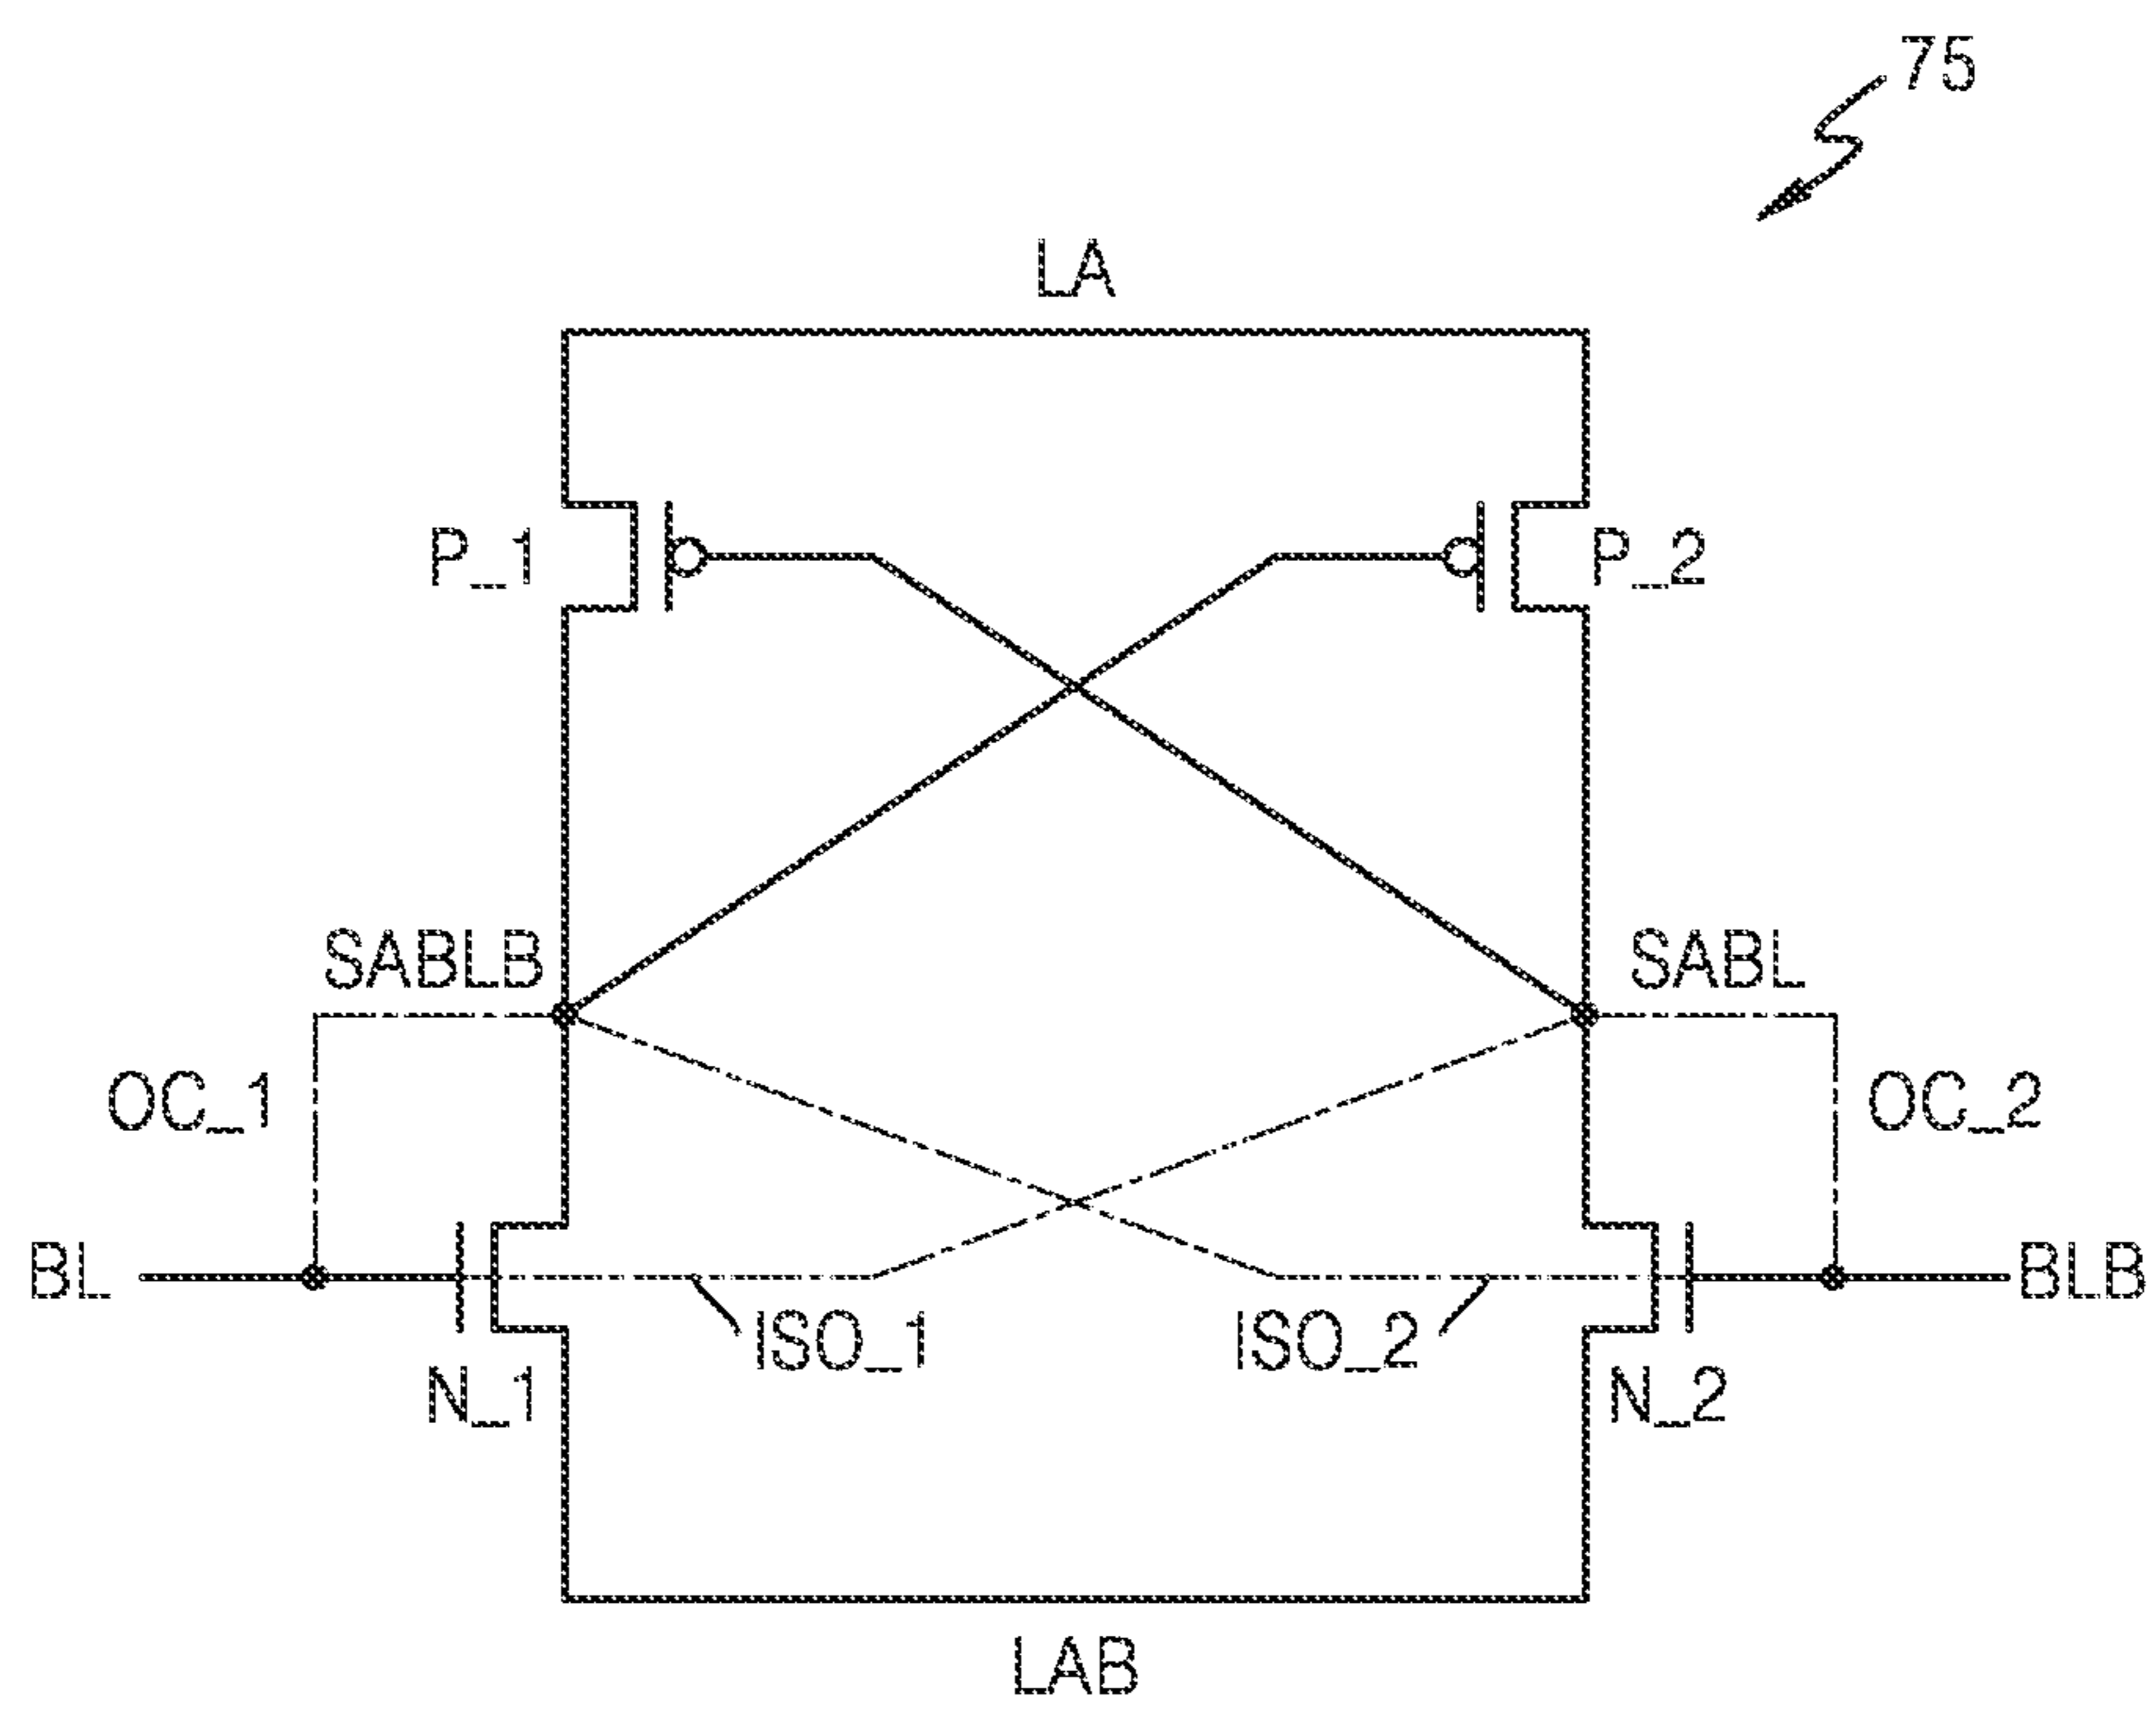 75
LA
P_1
P_2
SABLB
SABL
OC_1
OC_2
BL
BLB
ISO_1
ISO_2
N_1
N_2
LAB